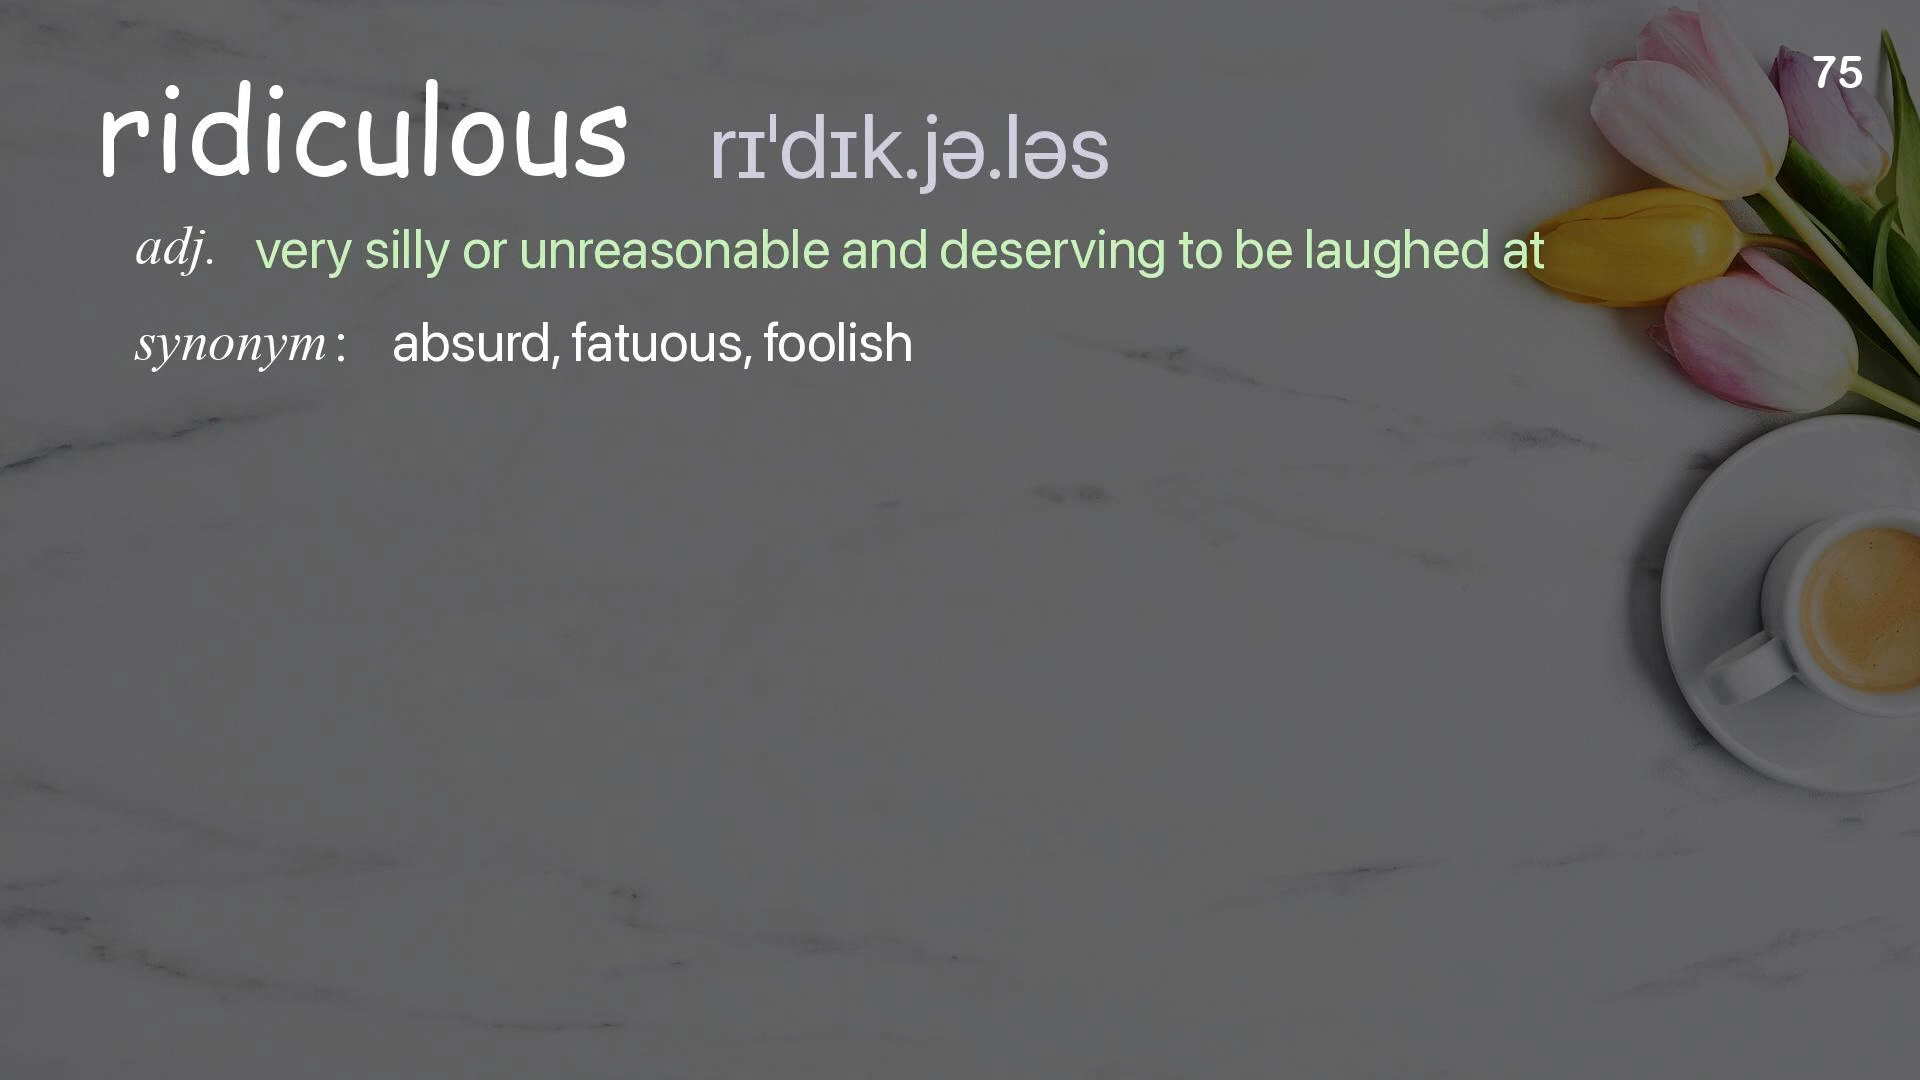 75
ridiculous rɪˈdɪk.jə.ləs
adj. very silly or unreasonable and deserving to be laughed at
synonym: absurd, fatuous, foolish